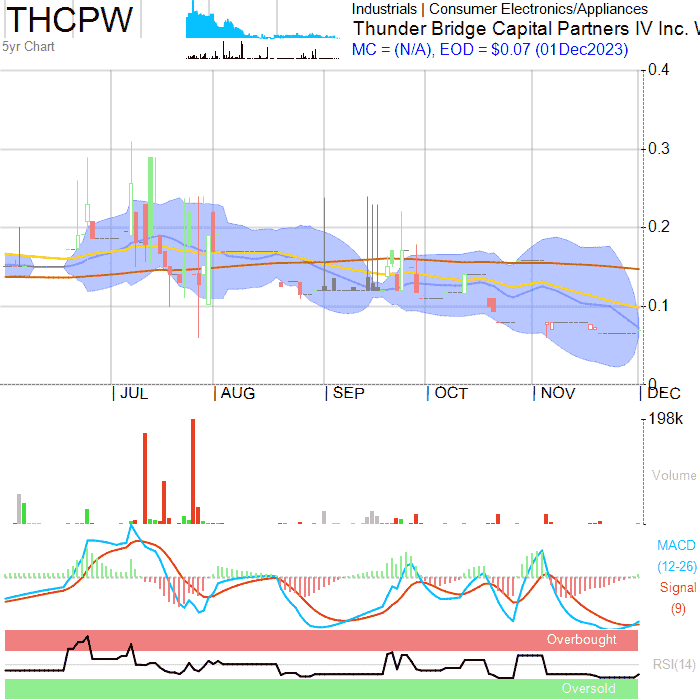 THCPW
5yr Chart
Industrials | Consumer Electronics/Appliances
Thunder Bridge Capital Partners IV Inc. W
MC = (N/A), EOD = $0.07 (01Dec2023)
0.4
0.3
0.2
0.1
0
JUL
AUG
SEP
OCT
NOV
DEC
198k
Volume
MACD
(12-26)
Signal
(9)
Overbought
RSI(14)
Oversold